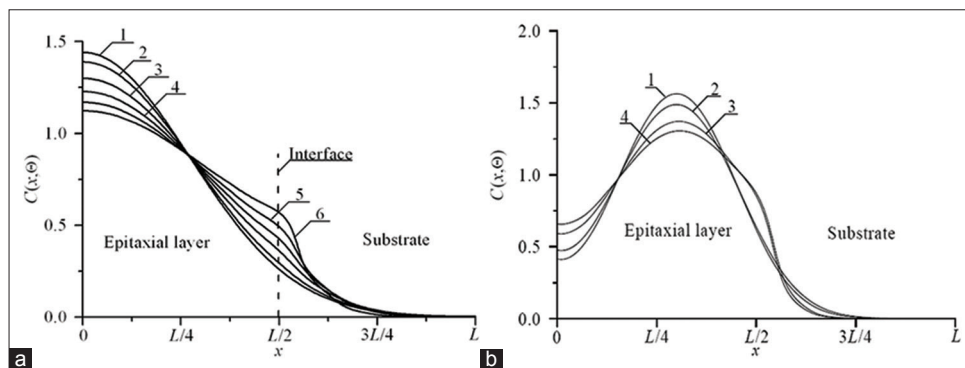 1.5
1.0
0.5
0.0
C(x,Θ)
1
2
3
4
Interface
5
6
Epitaxial layer
Substrate
0
L/4
L/2
3L/4
L
x
a
2.0
1.5
1.0
0.5
0.0
C(x,Θ)
1
2
3
4
Epitaxial layer
Substrate
0
L/4
L/2
3L/4
L
x
b